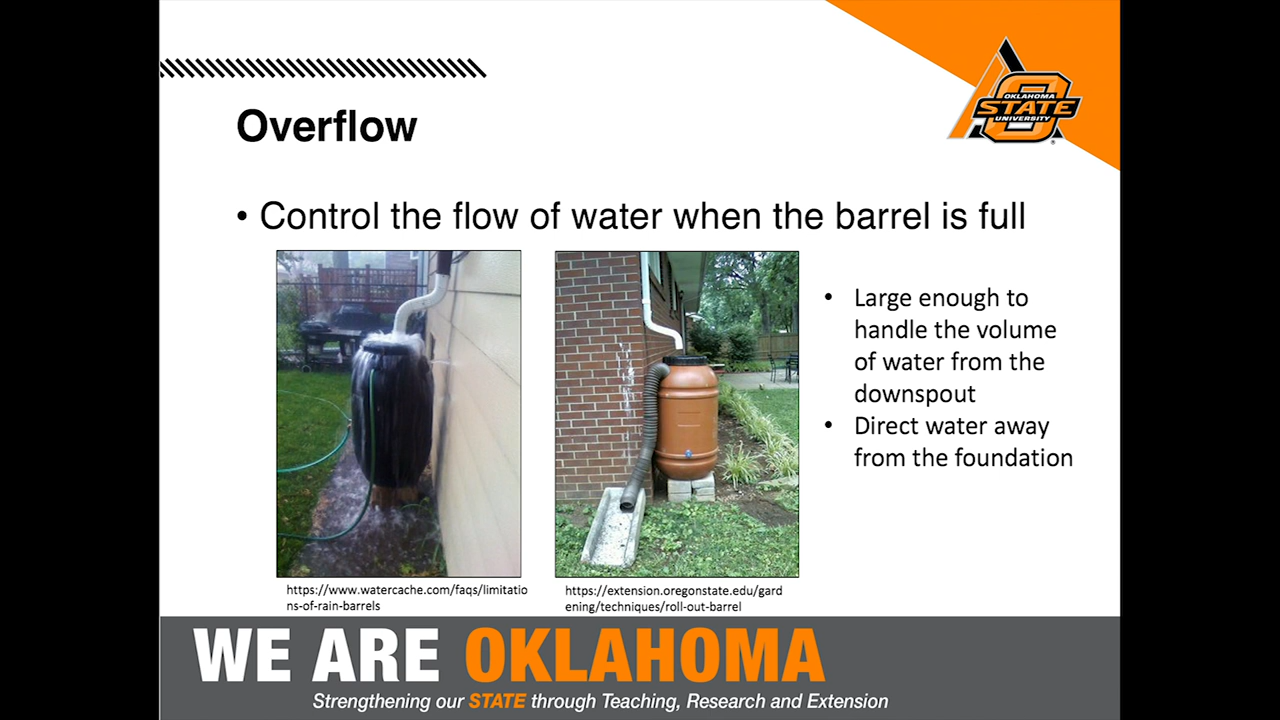 OKLAHOMA
STATE
UNIVERSITY
Overflow
• Control the flow of water when the barrel is full
• Large enough to
handle the volume
of water from the
downspout
• Direct water away
from the foundation
https://www.watercache.com/faqs/limitatio
ns-of-rain-barrels
https://extension.oregonstate.edu/gard
ening/techniques/roll-out-barrel
WE ARE OKLAHOMA
Strengthening our STATE through Teaching, Research and Extension